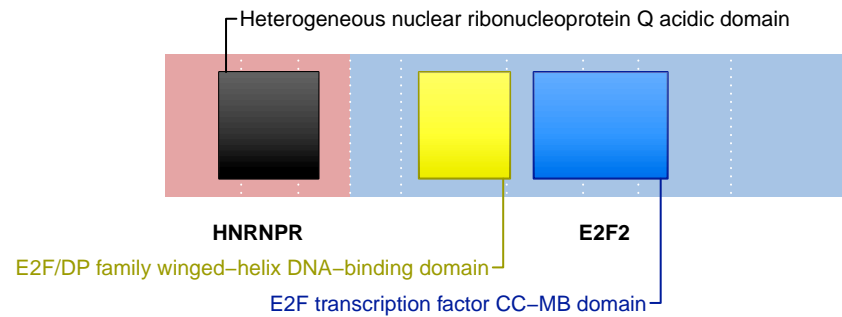 Heterogeneous nuclear ribonucleoprotein Q acidic domain
HNRNPR E2F2
E2F/DP family winged−helix DNA−binding domain
E2F transcription factor CC−MB domain